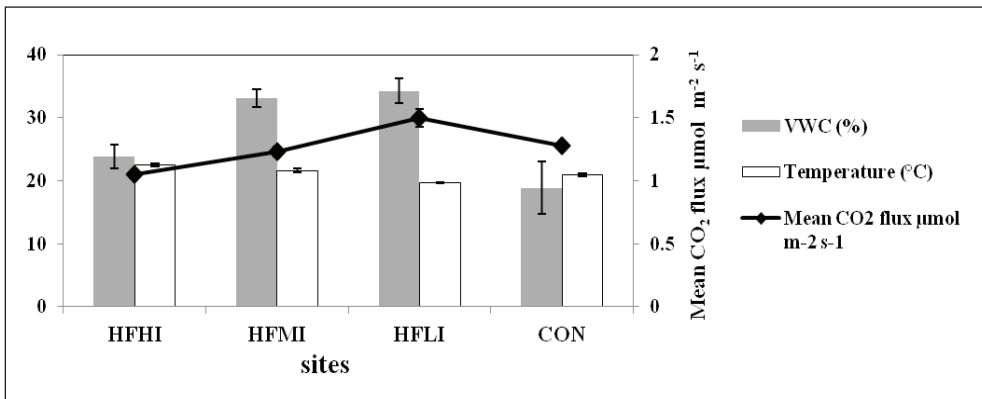 40
30
20
10
0
2
1.5
1
0.5
0
Mean CO₂ flux µmol m⁻² s⁻¹
HFHI HFMI HFLI CON
sites
VWC (%)
Temperature (°C)
Mean CO2 flux µmol
m-2 s-1